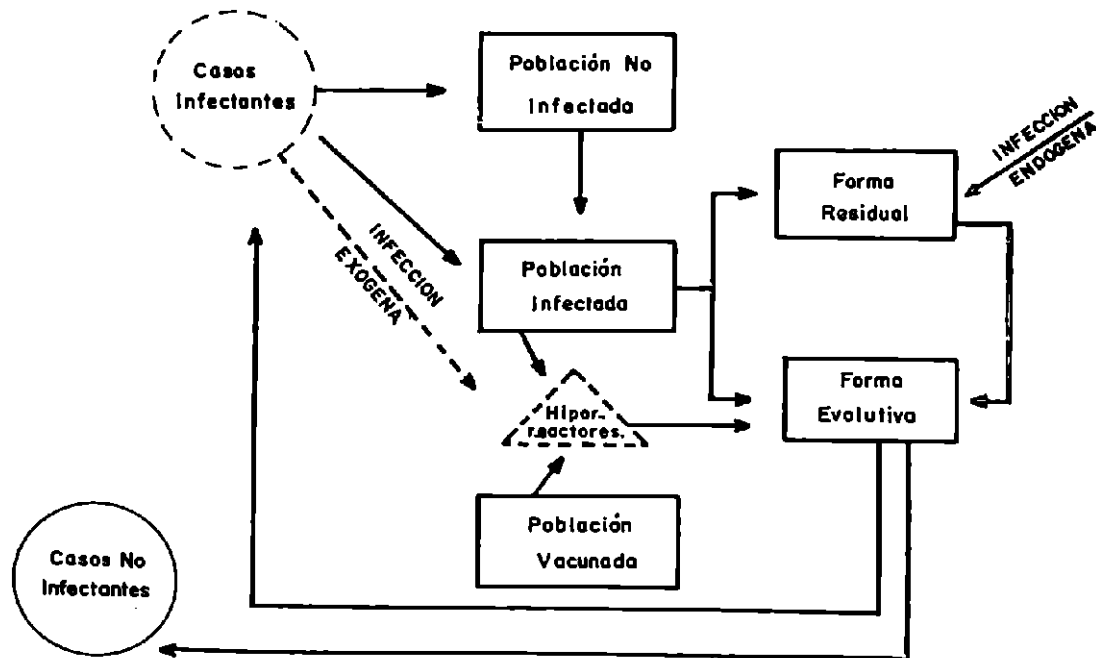 Casos
Infectantes
Población No
Infectada
INFECCION
ENDOGENA
Forma
Residual
INFECCION
EXOGENA
Población
Infectada
Forma
Evolutiva
Hiper-
reactores.
Población
Vacunada
Casos No
Infectantes